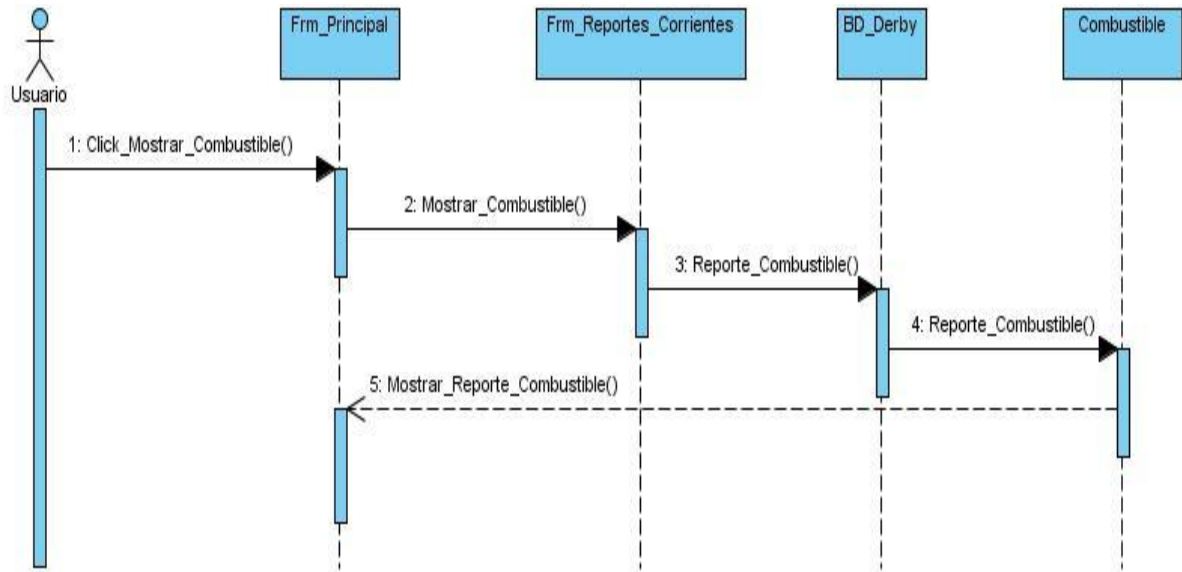 Frm_Principal
Frm_Reportes_Corrientes
BD_Derby
Combustible
Usuario
1: Click_Mostrar_Combustible()
2: Mostrar_Combustible()
3: Reporte_Combustible()
4: Reporte_Combustible()
5: Mostrar_Reporte_Combustible()